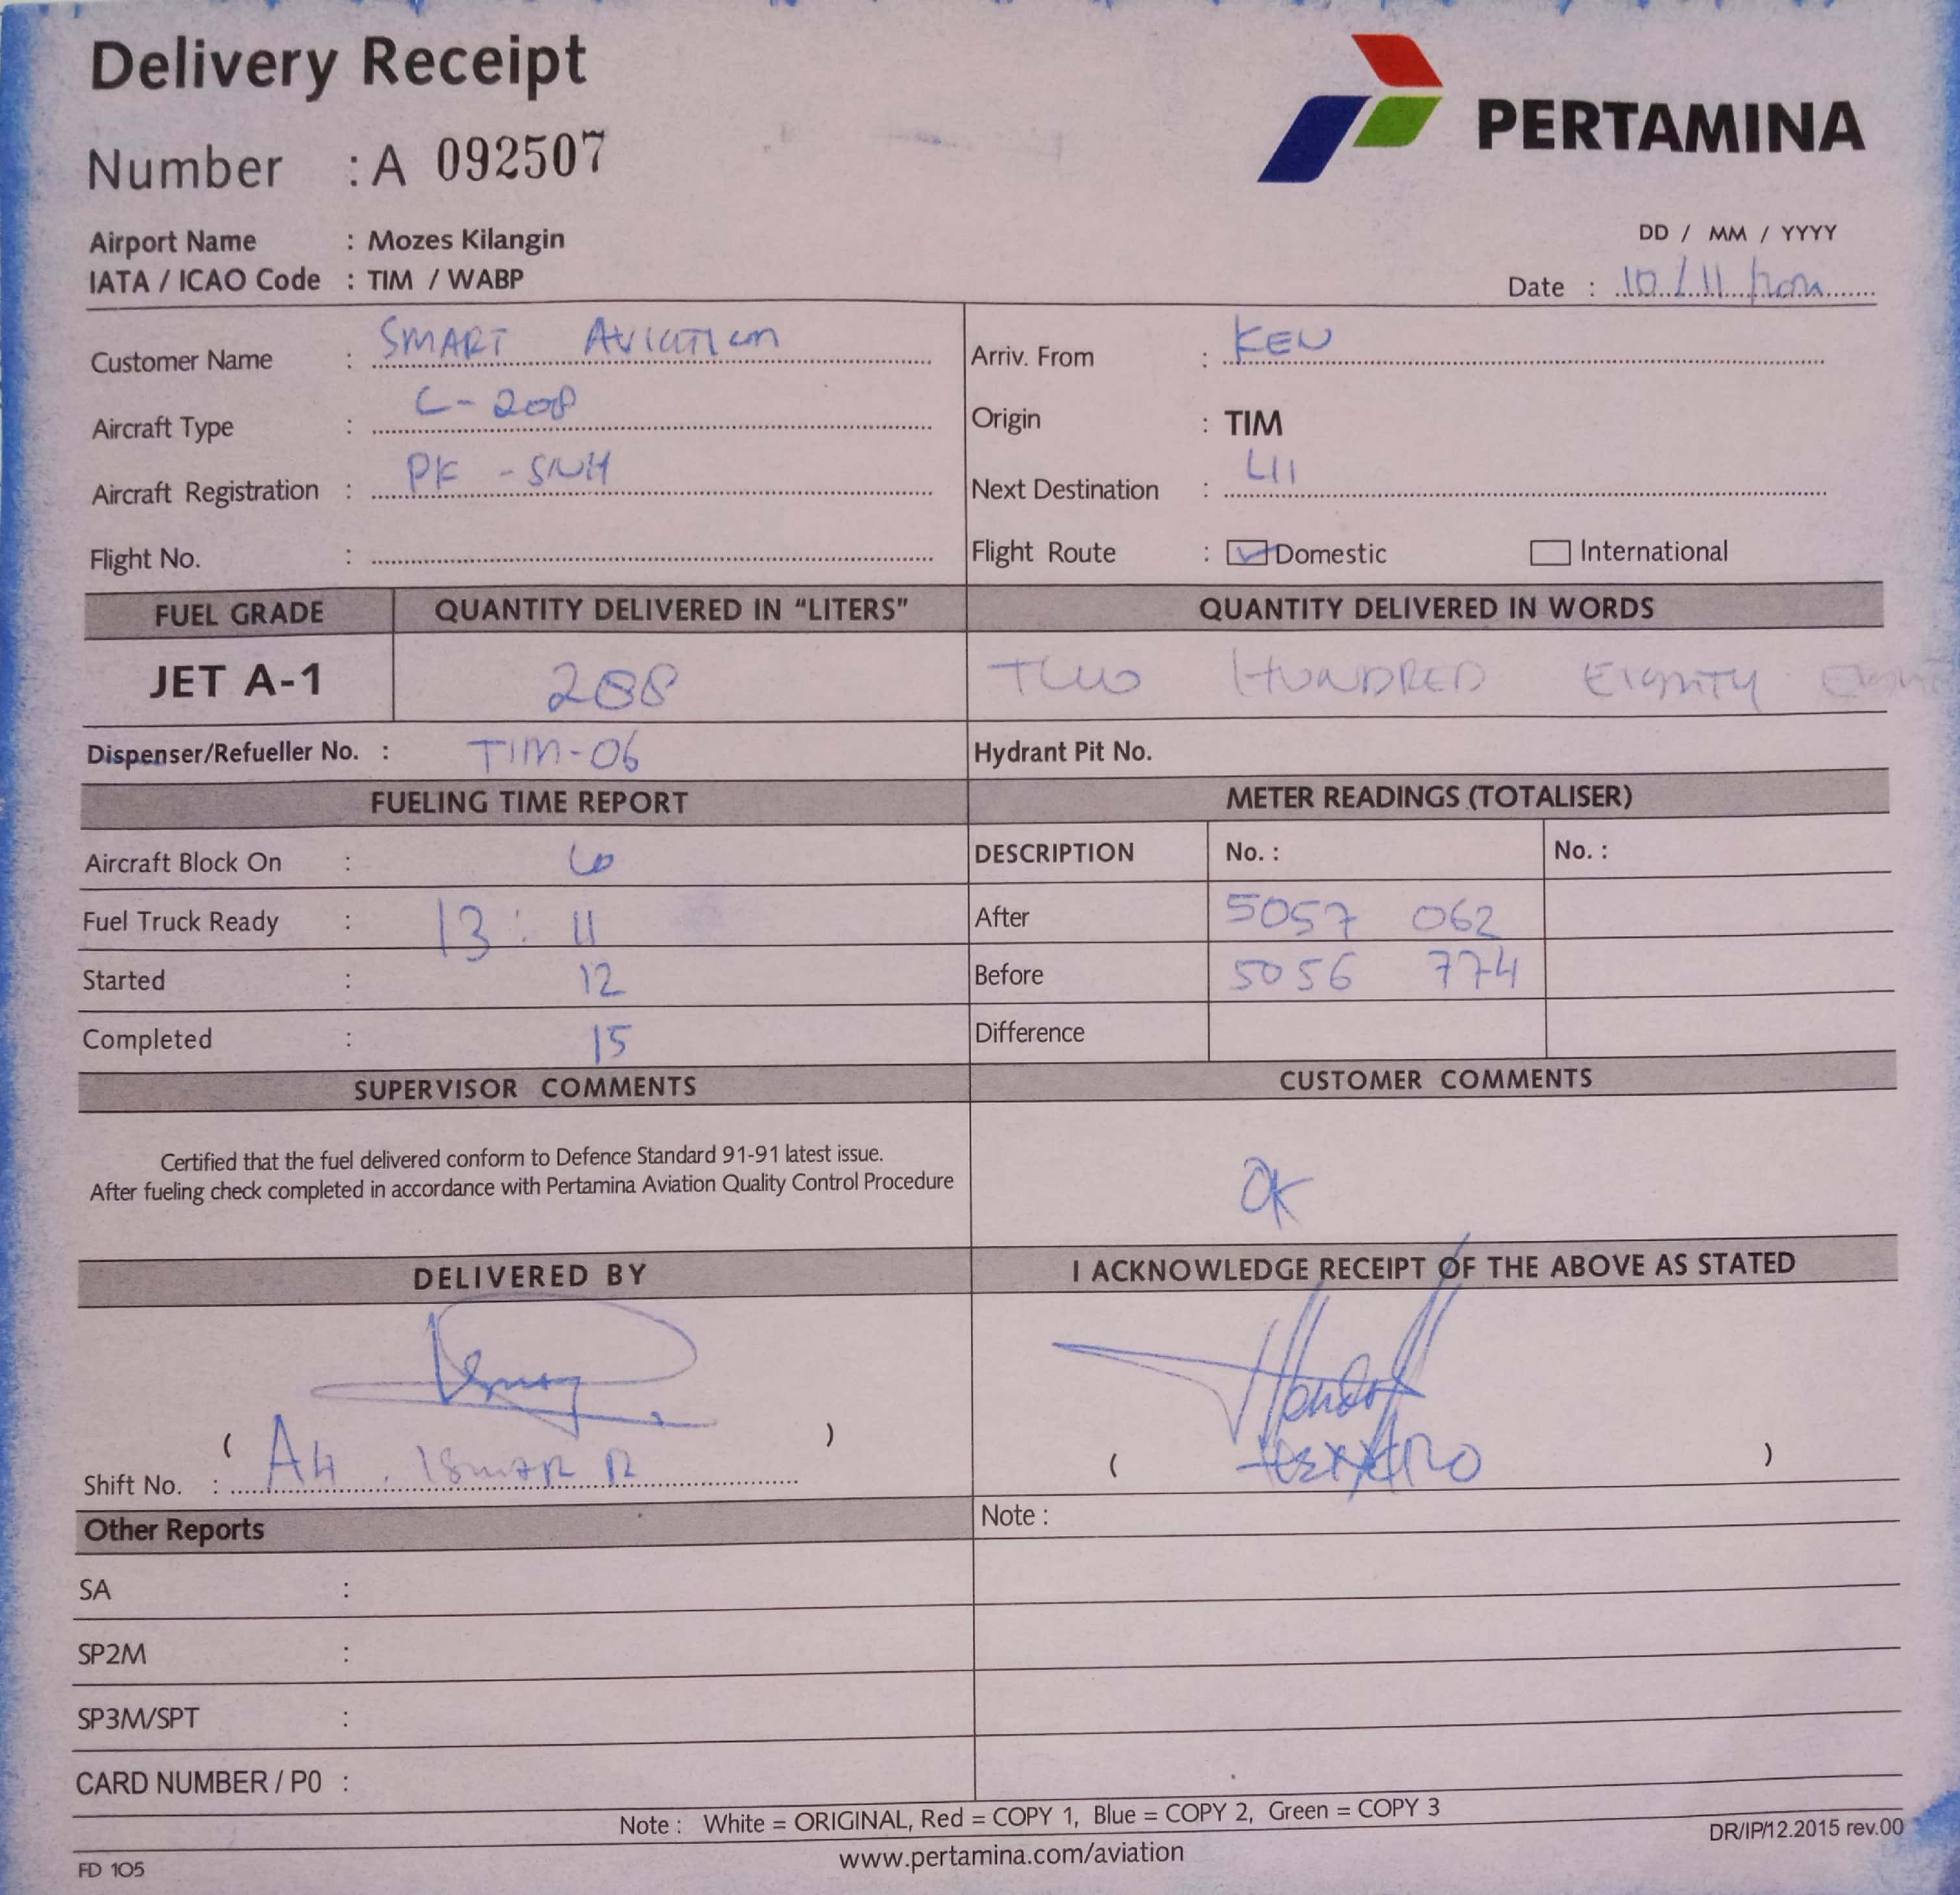 Delivery Receipt
PERTAMINA
Number : A 092507
Airport Name : Mozes Kilangin
IATA / ICAO Code : TIM / WABP
DD / MM / YYYY
Date : 10/11/
Customer Name : SMART AVIATION
Arriv. From :
Aircraft Type : C-208
Origin : TIM
Aircraft Registration : PK - SNH
Next Destination : LII
Flight No. :
Flight Route : Domestic International
FUEL GRADE QUANTITY DELIVERED IN “LITERS” QUANTITY DELIVERED IN WORDS
JET A-1 288 TWO HUNDRED EIGHTY EIGHT
Dispenser/Refueller No. : TIM-06 Hydrant Pit No.
FUELING TIME REPORT METER READINGS (TOTALISER)
Aircraft Block On : DESCRIPTION No. : No. :
Fuel Truck Ready : 13 : 11 After 5057 062
Started : 12 Before 5056 774
Completed : 15 Difference
SUPERVISOR COMMENTS CUSTOMER COMMENTS
Certified that the fuel delivered conform to Defence Standard 91-91 latest issue.
After fueling check completed in accordance with Pertamina Aviation Quality Control Procedure
OK
DELIVERED BY I ACKNOWLEDGE RECEIPT OF THE ABOVE AS STATED
( ) ( )
Shift No. : A4 . ISMAR R
Other Reports Note :
SA :
SP2M :
SP3M/SPT :
CARD NUMBER / PO :
Note : White = ORIGINAL, Red = COPY 1, Blue = COPY 2, Green = COPY 3
DR/IP/12.2015 rev.00
www.pertamina.com/aviation
FD 105